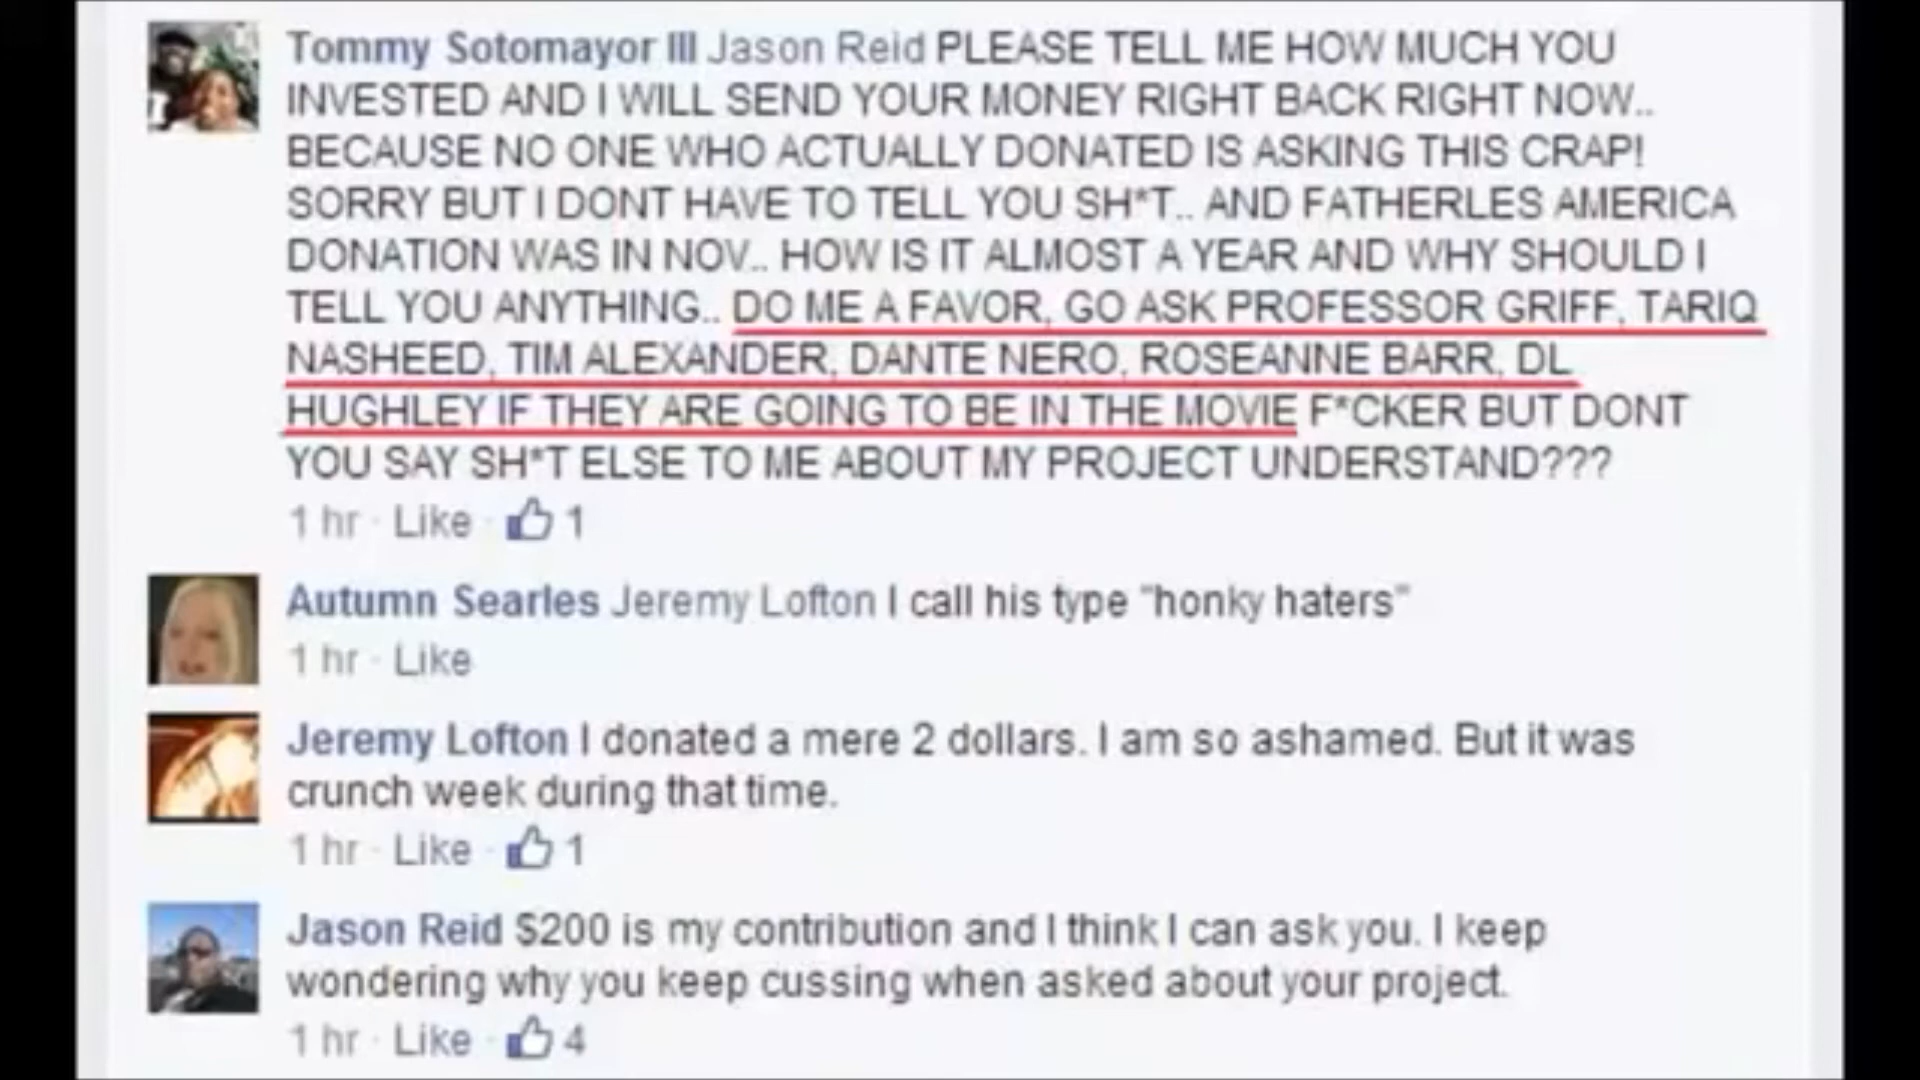 Tommy Sotomayor III Jason Reid PLEASE TELL ME HOW MUCH YOU
INVESTED AND I WILL SEND YOUR MONEY RIGHT BACK RIGHT NOW..
BECAUSE NO ONE WHO ACTUALLY DONATED IS ASKING THIS CRAP!
SORRY BUT I DONT HAVE TO TELL YOU SH*T.. AND FATHERLES AMERICA
DONATION WAS IN NOV.. HOW IS IT ALMOST A YEAR AND WHY SHOULD I
TELL YOU ANYTHING.. DO ME A FAVOR, GO ASK PROFESSOR GRIFF, TARIQ
NASHEED, TIM ALEXANDER, DANTE NERO, ROSEANNE BARR, DL
HUGHLEY IF THEY ARE GOING TO BE IN THE MOVIE F*CKER BUT DONT
YOU SAY SH*T ELSE TO ME ABOUT MY PROJECT UNDERSTAND???
1 hr · Like · 1
Autumn Searles Jeremy Lofton I call his type "honky haters"
1 hr · Like
Jeremy Lofton I donated a mere 2 dollars. I am so ashamed. But it was
crunch week during that time.
1 hr · Like · 1
Jason Reid $200 is my contribution and I think I can ask you. I keep
wondering why you keep cussing when asked about your project.
1 hr · Like · 4